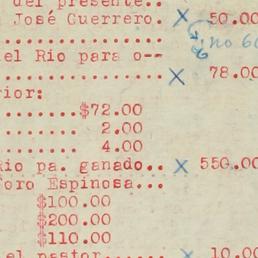 del presente..
José Guerrero. X 50.00
..................
no 60
el Rio para o--
.................. X 78.00
rior:
........$72.00
........ 2.00
........ 4.00
Rio pa. ganado... X 550.00
oro Espinosa...
$100.00
$200.00
$110.00
el pastor...... X 10.00